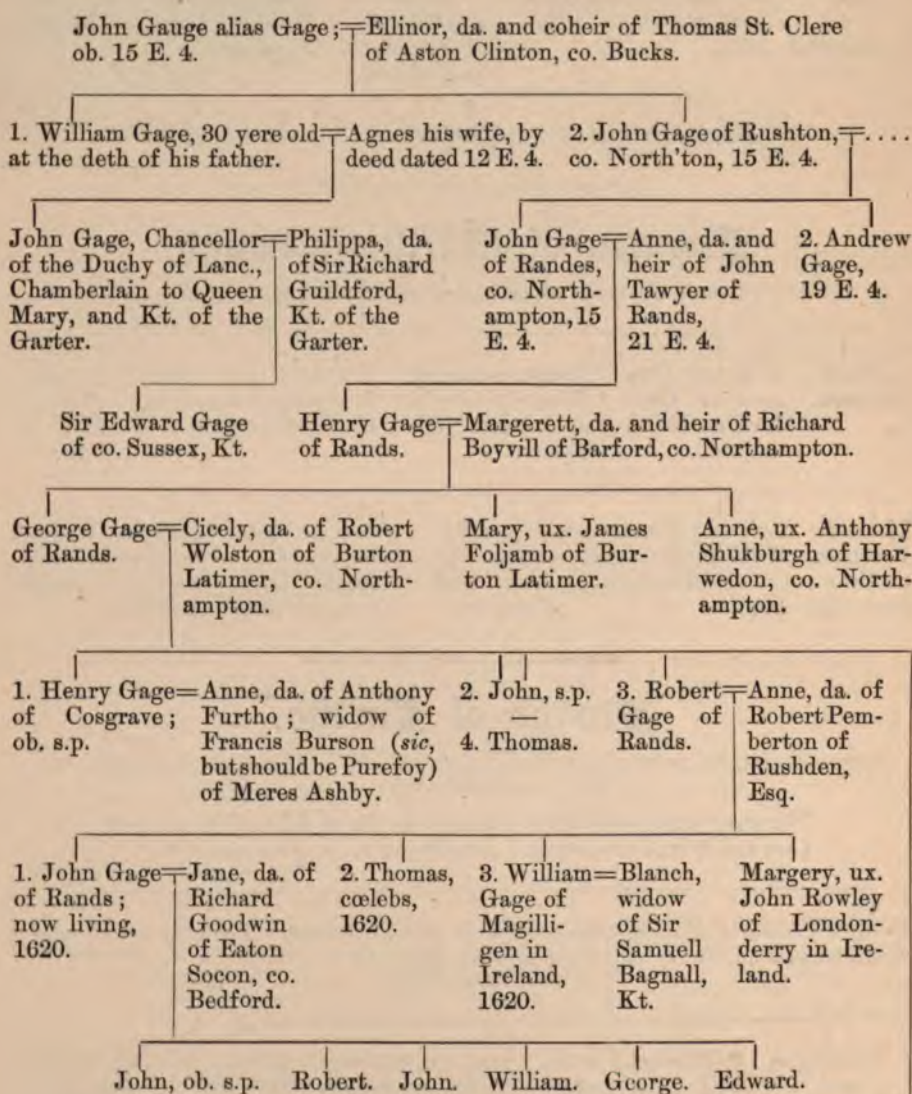 John Gauge alias Gage; Ellinor, da. and coheir of Thomas St. Clere
ob. 15 E. 4. of Aston Clinton, co. Bucks.
1. William Gage, 30 yere old
at the deth of his father.
Agnes his wife, by
deed dated 12 E. 4.
2. John Gage of Rushton, . . . .
co. North'ton, 15 E. 4.
John Gage, Chancellor
of the Duchy of Lanc.,
Chamberlain to Queen
Mary, and Kt. of the
Garter.
Philippa, da.
of Sir Richard
Guildford,
Kt. of the
Garter.
John Gage
of Randes,
co. North-
ampton, 15
E. 4.
Anne, da. and
heir of John
Tawyer of
Rands,
21 E. 4.
2. Andrew
Gage,
19 E. 4.
Sir Edward Gage
of co. Sussex, Kt.
Henry Gage
of Rands.
Margerett, da. and heir of Richard
Boyvill of Barford, co. Northampton.
George Gage
of Rands.
Cicely, da. of Robert
Wolston of Burton
Latimer, co. North-
ampton.
Mary, ux. James
Foljamb of Bur-
ton Latimer.
Anne, ux. Anthony
Shukburgh of Har-
wedon, co. North-
ampton.
1. Henry Gage
of Cosgrave;
ob. s.p.
Anne, da. of Anthony
Furtho; widow of
Francis Burson (sic,
but should be Purefoy)
of Meres Ashby.
2. John, s.p.
—
4. Thomas.
3. Robert
Gage of
Rands.
Anne, da. of
Robert Pem-
berton of
Rushden,
Esq.
1. John Gage
of Rands;
now living,
1620.
Jane, da. of
Richard
Goodwin
of Eaton
Socon, co.
Bedford.
2. Thomas,
cœlebs,
1620.
3. William
Gage of
Magilli-
gen in
Ireland,
1620.
Blanch,
widow
of Sir
Samuell
Bagnall,
Kt.
Margery, ux.
John Rowley
of London-
derry in Ire-
land.
John, ob. s.p. Robert. John. William. George. Edward.